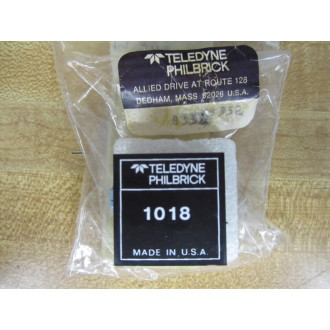 TELEDYNE
PHILBRICK
ALLIED DRIVE AT ROUTE 128
DEDHAM, MASS 02026 U.S.A.
TELEDYNE
PHILBRICK
1018
MADE IN U.S.A.